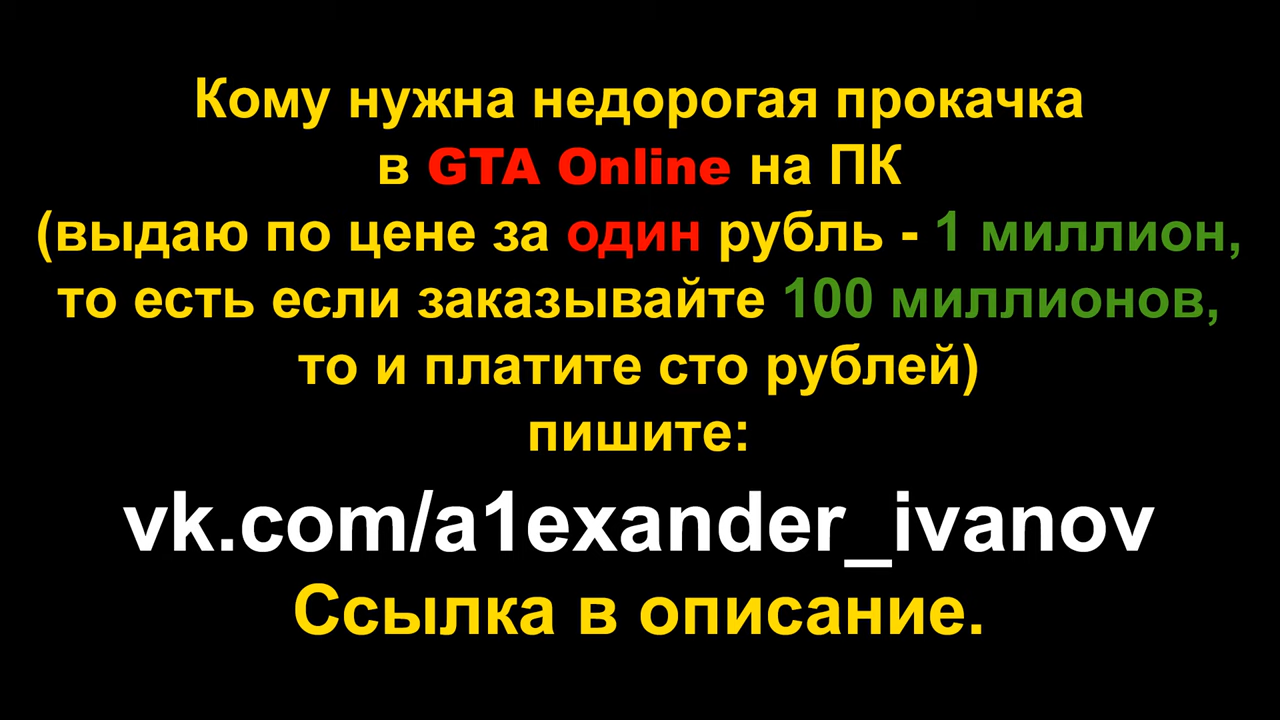 Кому нужна недорогая прокачка
в GTA Online на ПК
(выдаю по цене за один рубль - 1 миллион,
то есть если заказывайте 100 миллионов,
то и платите сто рублей)
пишите:
vk.com/a1exander_ivanov
Ссылка в описание.